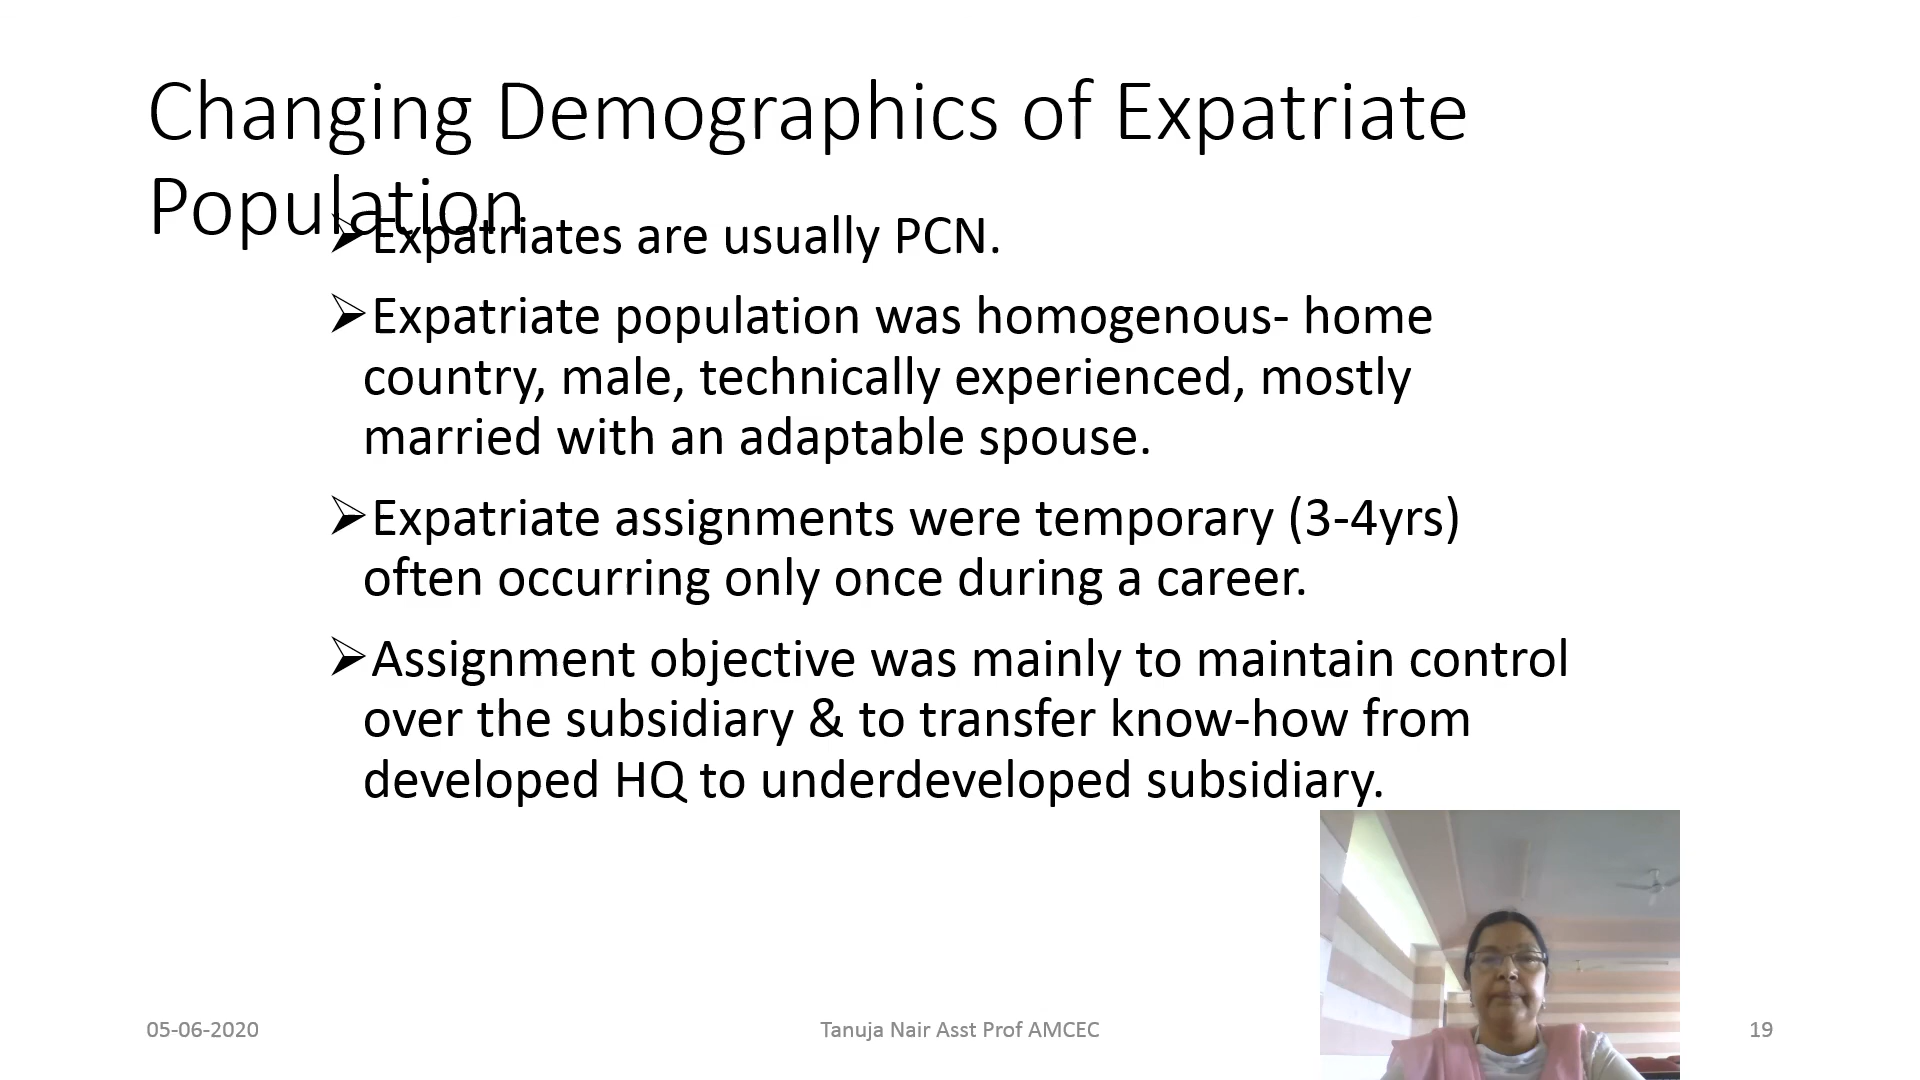 Changing Demographics of Expatriate
Population
➢Expatriates are usually PCN.
➢Expatriate population was homogenous- home
country, male, technically experienced, mostly
married with an adaptable spouse.
➢Expatriate assignments were temporary (3-4yrs)
often occurring only once during a career.
➢Assignment objective was mainly to maintain control
over the subsidiary & to transfer know-how from
developed HQ to underdeveloped subsidiary.
05-06-2020
Tanuja Nair Asst Prof AMCEC
19